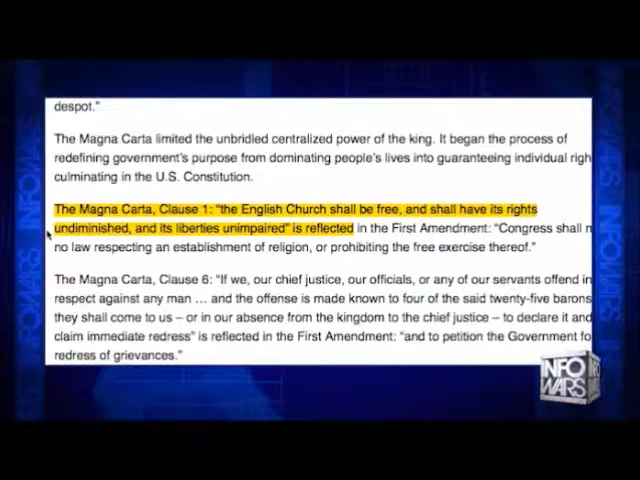 despot."
The Magna Carta limited the unbridled centralized power of the king. It began the process of
redefining government's purpose from dominating people's lives into guaranteeing individual righ
culminating in the U.S. Constitution.
The Magna Carta, Clause 1: "the English Church shall be free, and shall have its rights
undiminished, and its liberties unimpaired" is reflected in the First Amendment: "Congress shall
no law respecting an establishment of religion, or prohibiting the free exercise thereof."
The Magna Carta, Clause 6: "If we, our chief justice, our officials, or any of our servants offend in
respect against any man ... and the offense is made known to four of the said twenty-five barons
they shall come to us – or in our absence from the kingdom to the chief justice – to declare it and
claim immediate redress" is reflected in the First Amendment: "and to petition the Government fo
redress of grievances."
INFO
WARS
INFOWARS
INFOWARS